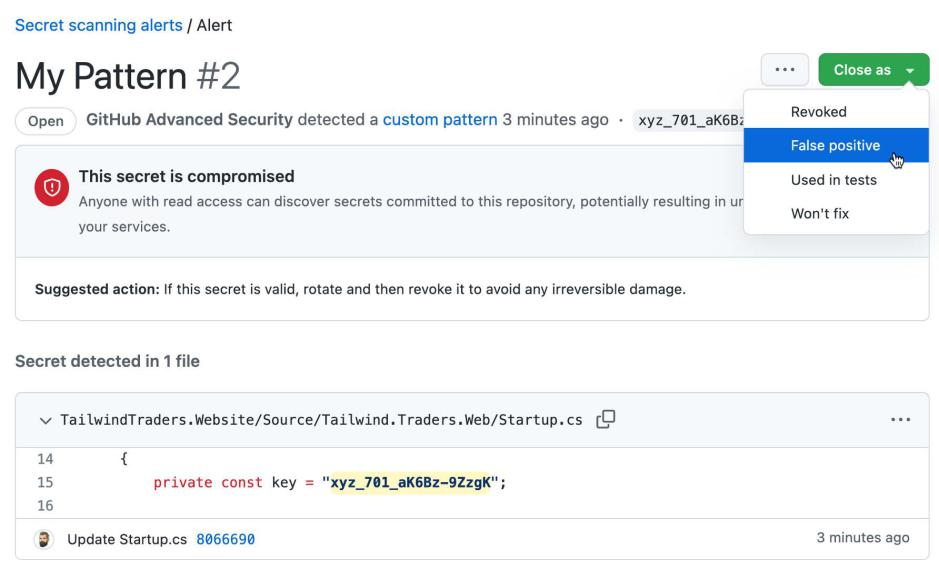 Secret scanning alerts / Alert
My Pattern #2
... Close as
Open GitHub Advanced Security detected a custom pattern 3 minutes ago · xyz_701_aK6Bz
Revoked
False positive
Used in tests
Won't fix
This secret is compromised
Anyone with read access can discover secrets committed to this repository, potentially resulting in
your services.
Suggested action: If this secret is valid, rotate and then revoke it to avoid any irreversible damage.
Secret detected in 1 file
TailwindTraders.Website/Source/Tailwind.Traders.Web/Startup.cs ...
14 {
15 private const key = "xyz_701_aK6Bz-9ZzgK";
16
Update Startup.cs 8066690 3 minutes ago